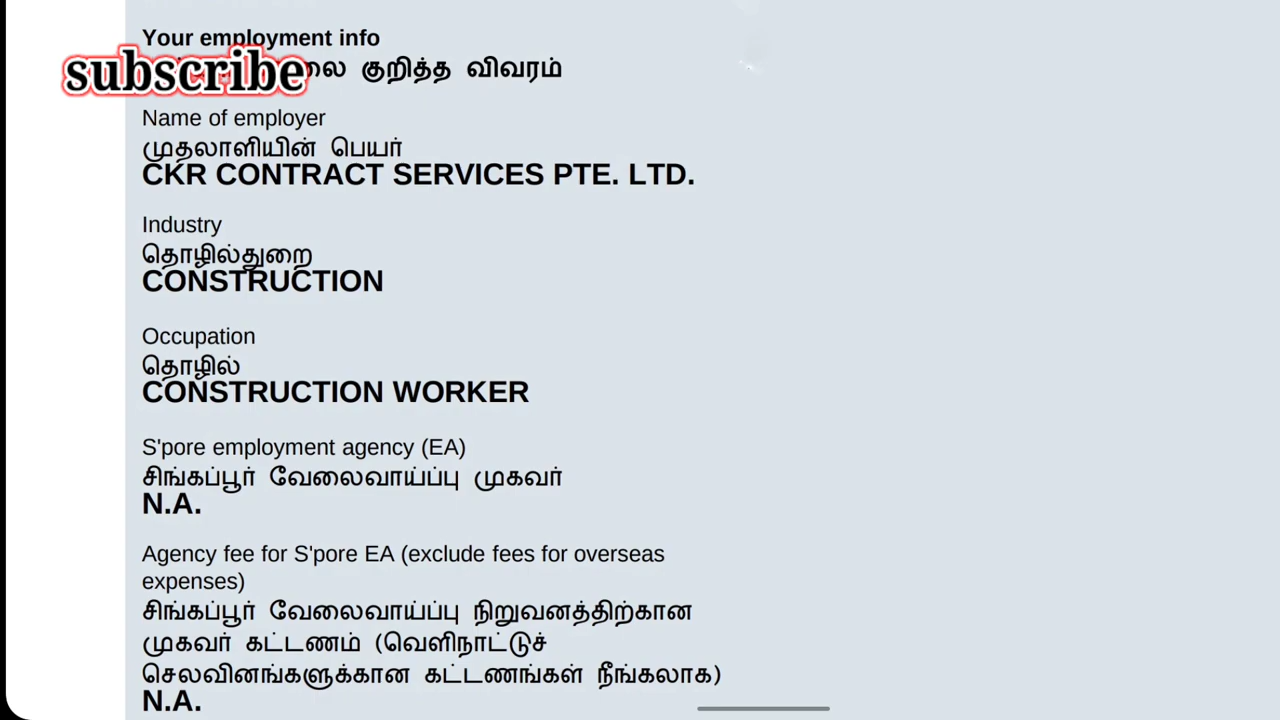 Your employment info
subscribe குறித்த விவரம்
Name of employer
முதலாளியின் பெயர்
CKR CONTRACT SERVICES PTE. LTD.
Industry
தொழில்துறை
CONSTRUCTION
Occupation
தொழில்
CONSTRUCTION WORKER
S'pore employment agency (EA)
சிங்கப்பூர் வேலைவாய்ப்பு முகவர்
N.A.
Agency fee for S'pore EA (exclude fees for overseas
expenses)
சிங்கப்பூர் வேலைவாய்ப்பு நிறுவனத்திற்கான
முகவர் கட்டணம் (வெளிநாட்டுச்
செலவினங்களுக்கான கட்டணங்கள் நீங்கலாக)
N.A.